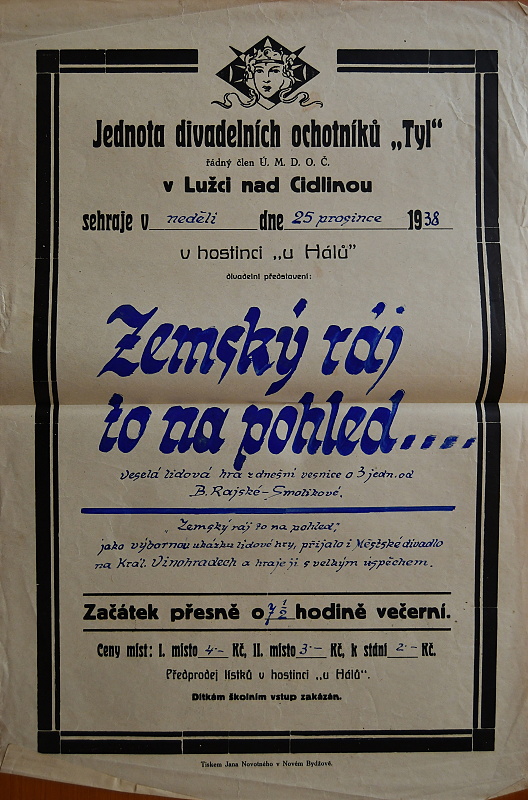 Jednota divadelních ochotníků „Tyl“
řádný člen Ú. M. D. O. Č.
v Lužci nad Cidlinou
sehraje v neděli dne 25 prosince 1938
v hostinci „u Hálů”
divadelní představení:
Zemský ráj
to na pohled....
veselá lidová hra z dnešní vesnice o 3 jedn. od
B. Rajské-Smolíkové.
„Zemský ráj to na pohled,“
jako výbornou ukázku lidové hry, přijalo i Městské divadlo
na Král. Vinohradech a hraje ji s velkým úspěchem.
Začátek přesně o 7 1/2 hodině večerní.
Ceny míst: I. místo 4·- Kč, II. místo 3·- Kč, k stání 2·- Kč.
Předprodej lístků v hostinci „u Hálů“.
Dítkám školním vstup zakázán.
Tiskem Jana Novotného v Novém Bydžově.